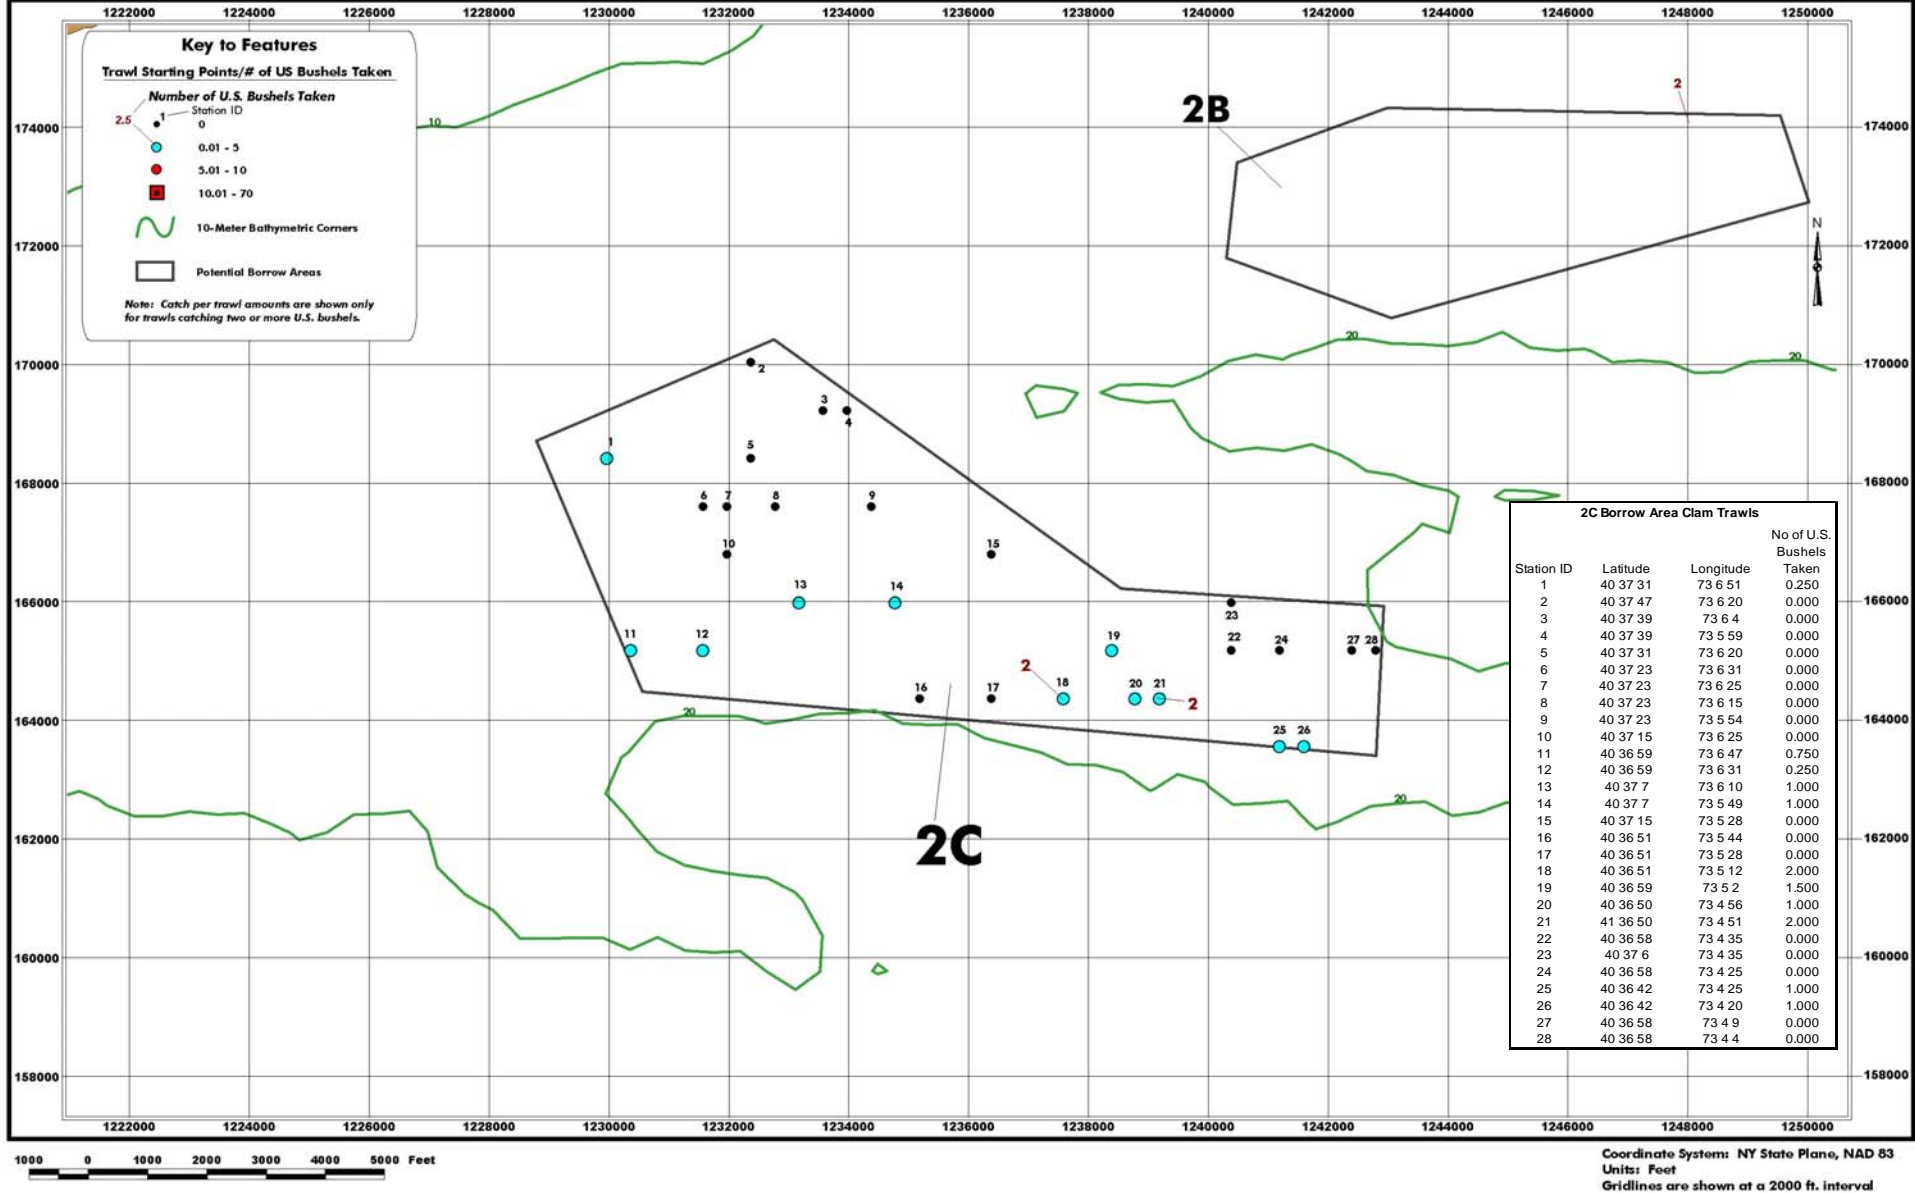 1222000 1224000 1226000 1228000 1230000 1232000 1234000 1236000 1238000 1240000 1242000 1244000 1246000 1248000 1250000
Key to Features
Trawl Starting Points/# of US Bushels Taken
Number of U.S. Bushels Taken
1 Station ID
2.5 0
0.01 - 5
5.01 - 10
10.01 - 70
10-Meter Bathymetric Corners
Potential Borrow Areas
Note: Catch per trawl amounts are shown only
for trawls catching two or more U.S. bushels.
2
2B
174000 10 174000
N
172000 172000
20
20
170000 2 170000
3
4
1 5
168000 168000
6 7 8 9
10 15
13 14
166000 23 166000
11 12 19 22 24 27 28
2
16 17 18 20 21
2
164000 20 164000
25 26
20
2C
162000 162000
160000 160000
158000 158000
2C Borrow Area Clam Trawls
No of U.S.
Bushels
Station ID Latitude Longitude Taken
1 40 37 31 73 6 51 0.250
2 40 37 47 73 6 20 0.000
3 40 37 39 73 6 4 0.000
4 40 37 39 73 5 59 0.000
5 40 37 31 73 6 20 0.000
6 40 37 23 73 6 31 0.000
7 40 37 23 73 6 25 0.000
8 40 37 23 73 6 15 0.000
9 40 37 23 73 5 54 0.000
10 40 37 15 73 6 25 0.000
11 40 36 59 73 6 47 0.750
12 40 36 59 73 6 31 0.250
13 40 37 7 73 6 10 1.000
14 40 37 7 73 5 49 1.000
15 40 37 15 73 5 28 0.000
16 40 36 51 73 5 44 0.000
17 40 36 51 73 5 28 0.000
18 40 36 51 73 5 12 2.000
19 40 36 59 73 5 2 1.500
20 40 36 50 73 4 56 1.000
21 41 36 50 73 4 51 2.000
22 40 36 58 73 4 35 0.000
23 40 37 6 73 4 35 0.000
24 40 36 58 73 4 25 0.000
25 40 36 42 73 4 25 1.000
26 40 36 42 73 4 20 1.000
27 40 36 58 73 4 9 0.000
28 40 36 58 73 4 4 0.000
1222000 1224000 1226000 1228000 1230000 1232000 1234000 1236000 1238000 1240000 1242000 1244000 1246000 1248000 1250000
1000 0 1000 2000 3000 4000 5000 Feet
Coordinate System: NY State Plane, NAD 83
Units: Feet
Gridlines are shown at a 2000 ft. interval